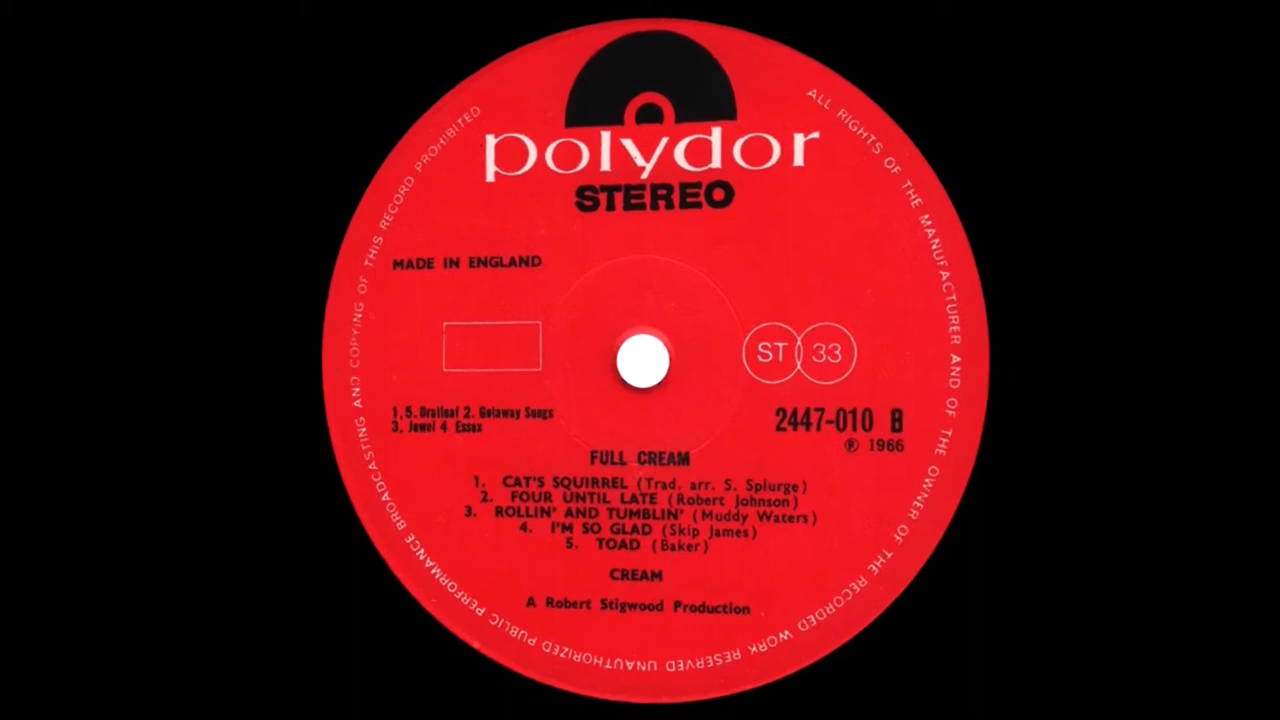 polydor
STEREO
ALL RIGHTS OF THE MANUFACTURER AND OF THE OWNER OF THE RECORDED WORK RESERVED UNAUTHORIZED PUBLIC PERFORMANCE BROADCASTING AND COPYING OF THIS RECORD PROHIBITED
MADE IN ENGLAND
ST 33
1,5. Dratleaf 2. Getaway Songs
3. Jewel 4 Essex
2447-010 B
℗ 1966
FULL CREAM
1. CAT'S SQUIRREL (Trad. arr. S. Splurge)
2. FOUR UNTIL LATE (Robert Johnson)
3. ROLLIN' AND TUMBLIN' (Muddy Waters)
4. I'M SO GLAD (Skip James)
5. TOAD (Baker)
CREAM
A Robert Stigwood Production